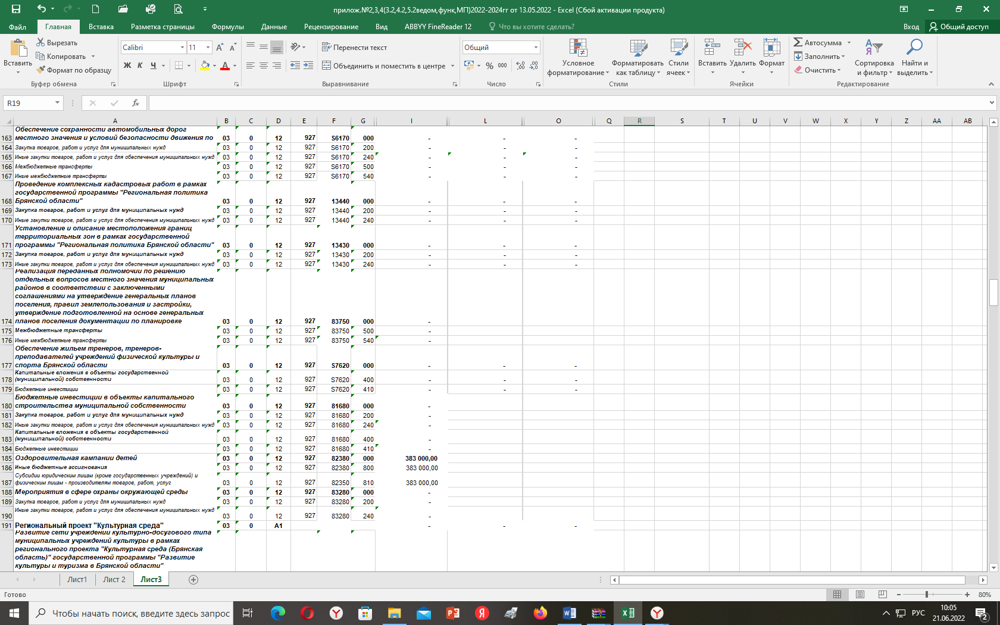 прилож.№2,3,4(3.2,4.2,5.2ведом,функ,МП)2022-2024гг от 13.05.2022 - Excel (Сбой активации продукта)
Файл Главная Вставка Разметка страницы Формулы Данные Рецензирование Вид ABBYY FineReader 12 Что вы хотите сделать? Вход Общий доступ
Вставить
Вырезать
Копировать
Формат по образцу
Буфер обмена
Calibri 11
Ж К Ч
Шрифт
Перенести текст
Объединить и поместить в центре
Выравнивание
Общий
% 000
Число
Условное форматирование
Форматировать как таблицу
Стили ячеек
Стили
Вставить Удалить Формат
Ячейки
Автосумма
Заполнить
Очистить
Сортировка и фильтр
Найти и выделить
Редактирование
R19 fx
A B C D E F G I L O Q R S T U V W X Y Z AA AB
Обеспечение сохранности автомобильных дорог
163 местного значения и условий безопасности движения по 03 0 12 927 S6170 000 - - -
164 Закупка товаров, работ и услуг для муниципальных нужд 03 0 12 927 S6170 200 - - -
165 Иные закупки товаров, работ и услуг для обеспечения муниципальных нужд 03 0 12 927 S6170 240 - - -
166 Межбюджетные трансферты 03 0 12 927 S6170 500 - - -
167 Иные межбюджетные трансферты 03 0 12 927 S6170 540 - - -
Проведение комплексных кадастровых работ в рамках
государственной программы "Региональная политика
168 Брянской области" 03 0 12 927 13440 000 - - -
169 Закупка товаров, работ и услуг для муниципальных нужд 03 0 12 927 13440 200 - - -
170 Иные закупки товаров, работ и услуг для обеспечения муниципальных нужд 03 0 12 927 13440 240 - - -
Установление и описание местоположения границ
территориальных зон в рамках государственной
171 программы "Региональная политика Брянской области" 03 0 12 927 13430 000 - - -
172 Закупка товаров, работ и услуг для муниципальных нужд 03 0 12 927 13430 200 - - -
173 Иные закупки товаров, работ и услуг для обеспечения муниципальных нужд 03 0 12 927 13430 240 - - -
Реализация переданных полномочий по решению
отдельных вопросов местного значения муниципальных
районов в соответствии с заключенными
соглашениями на утверждение генеральных планов
поселения, правил землепользования и застройки,
утверждение подготовленной на основе генеральных
174 планов поселения документации по планировке 03 0 12 927 83750 000 -
175 Межбюджетные трансферты 03 0 12 927 83750 500 -
176 Иные межбюджетные трансферты 03 0 12 927 83750 540 -
Обеспечение жильем тренеров, тренеров-
преподавателей учреждений физической культуры и
177 спорта Брянской области 03 0 12 927 S7620 000 - - -
Капитальные вложения в объекты государственной
178 (муниципальной) собственности 03 0 12 927 S7620 400 - - -
179 Бюджетные инвестиции 03 0 12 927 S7620 410 - - -
Бюджетные инвестиции в объекты капитального
180 строительства муниципальной собственности 03 0 12 927 81680 000 -
181 Закупка товаров, работ и услуг для муниципальных нужд 03 0 12 927 81680 200 -
182 Иные закупки товаров, работ и услуг для обеспечения муниципальных нужд 03 0 12 927 81680 240 -
Капитальные вложения в объекты государственной
183 (муниципальной) собственности 03 0 12 927 81680 400 -
184 Бюджетные инвестиции 03 0 12 927 81680 410 -
185 Оздоровительная кампании детей 03 0 12 927 82380 000 383 000,00
186 Иные бюджетные ассигнования 03 0 12 927 82380 800 383 000,00
Субсидии юридическим лицам (кроме государственных учреждений) и
187 физическим лицам - производителям товаров, работ, услуг 03 0 12 927 82350 810 383 000,00
188 Мероприятия в сфере охраны окружающей среды 03 0 12 927 83280 000 -
189 Закупка товаров, работ и услуг для муниципальных нужд 03 0 12 927 83280 200 -
Иные закупки товаров, работ и услуг для обеспечения муниципальных нужд
190 03 0 12 927 83280 240 -
191 Региональный проект "Культурная среда" 03 0 А1 - - -
Развитие сети учреждений культурно-досугового типа
муниципальных учреждений культуры в рамках
регионального проекта "Культурная среда (Брянская
область)" государственной программы "Развитие
культуры и туризма в Брянской области"
Лист1 Лист 2 Лист3
Готово 80%
Чтобы начать поиск, введите здесь запрос
РУС 10:05
21.06.2022 2